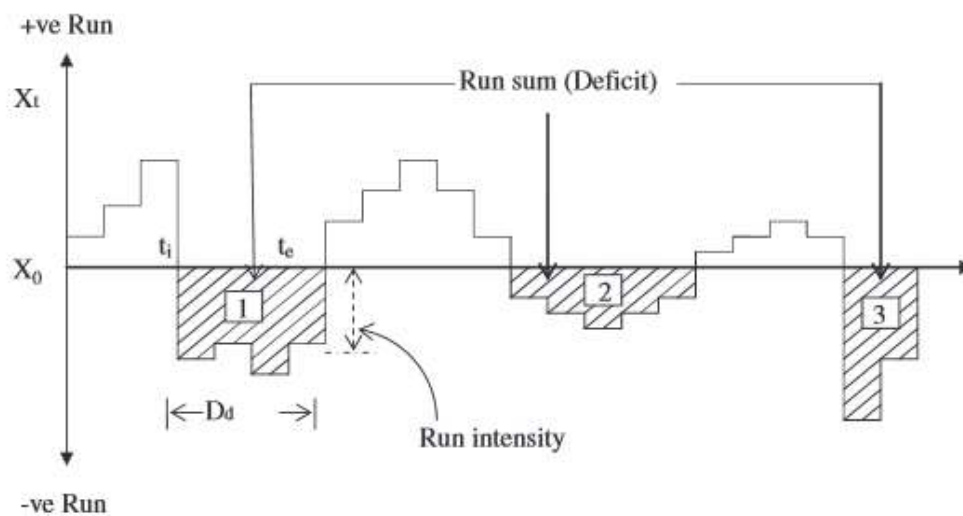 +ve Run
Run sum (Deficit)
Xt
ti
te
X0
1
2
3
Dd
Run intensity
-ve Run